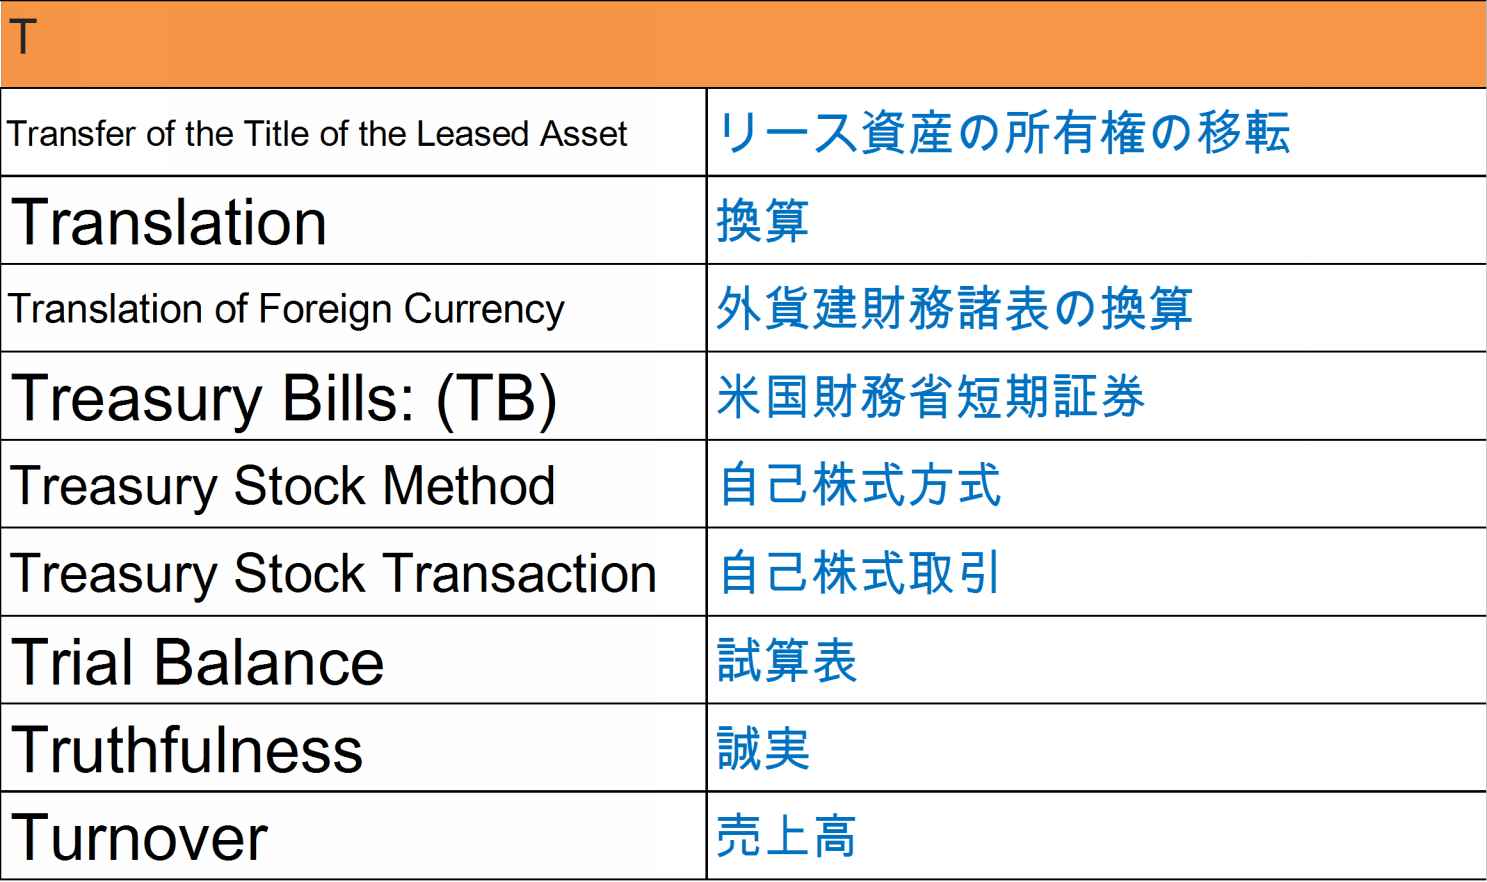 T
Transfer of the Title of the Leased Asset リース資産の所有権の移転
Translation 換算
Translation of Foreign Currency 外貨建財務諸表の換算
Treasury Bills: (TB) 米国財務省短期証券
Treasury Stock Method 自己株式方式
Treasury Stock Transaction 自己株式取引
Trial Balance 試算表
Truthfulness 誠実
Turnover 売上高